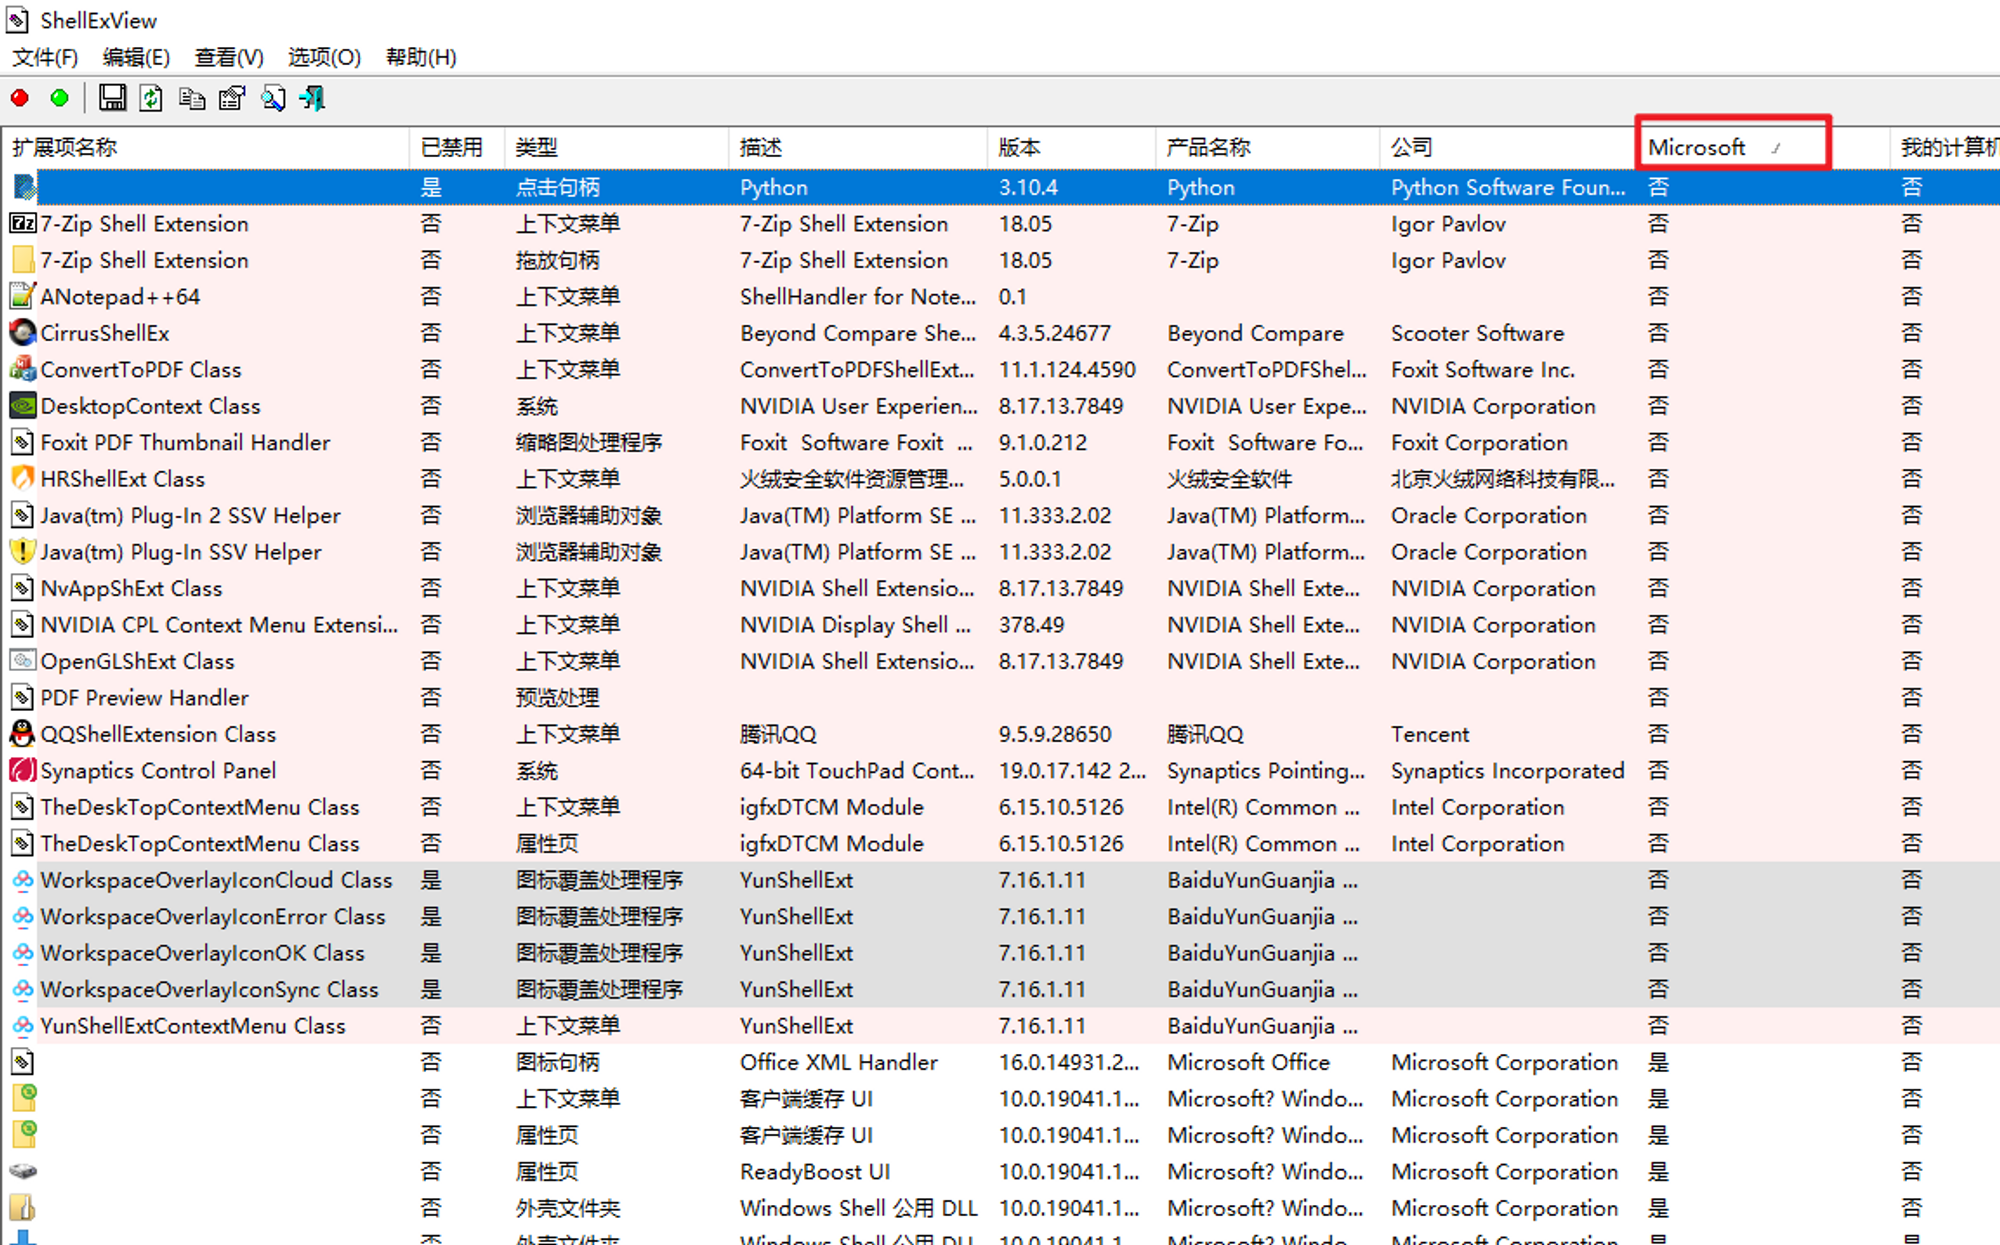 ShellExView
文件(F) 编辑(E) 查看(V) 选项(O) 帮助(H)
扩展项名称 已禁用 类型 描述 版本 产品名称 公司 Microsoft 我的计算机
是 点击句柄 Python 3.10.4 Python Python Software Foun... 否 否
7-Zip Shell Extension 否 上下文菜单 7-Zip Shell Extension 18.05 7-Zip Igor Pavlov 否 否
7-Zip Shell Extension 否 拖放句柄 7-Zip Shell Extension 18.05 7-Zip Igor Pavlov 否 否
ANotepad++64 否 上下文菜单 ShellHandler for Note... 0.1 否 否
CirrusShellEx 否 上下文菜单 Beyond Compare She... 4.3.5.24677 Beyond Compare Scooter Software 否 否
ConvertToPDF Class 否 上下文菜单 ConvertToPDFShellExt... 11.1.124.4590 ConvertToPDFShel... Foxit Software Inc. 否 否
DesktopContext Class 否 系统 NVIDIA User Experien... 8.17.13.7849 NVIDIA User Expe... NVIDIA Corporation 否 否
Foxit PDF Thumbnail Handler 否 缩略图处理程序 Foxit Software Foxit ... 9.1.0.212 Foxit Software Fo... Foxit Corporation 否 否
HRShellExt Class 否 上下文菜单 火绒安全软件资源管理... 5.0.0.1 火绒安全软件 北京火绒网络科技有限... 否 否
Java(tm) Plug-In 2 SSV Helper 否 浏览器辅助对象 Java(TM) Platform SE ... 11.333.2.02 Java(TM) Platform... Oracle Corporation 否 否
Java(tm) Plug-In SSV Helper 否 浏览器辅助对象 Java(TM) Platform SE ... 11.333.2.02 Java(TM) Platform... Oracle Corporation 否 否
NvAppShExt Class 否 上下文菜单 NVIDIA Shell Extensio... 8.17.13.7849 NVIDIA Shell Exte... NVIDIA Corporation 否 否
NVIDIA CPL Context Menu Extensi... 否 上下文菜单 NVIDIA Display Shell ... 378.49 NVIDIA Shell Exte... NVIDIA Corporation 否 否
OpenGLShExt Class 否 上下文菜单 NVIDIA Shell Extensio... 8.17.13.7849 NVIDIA Shell Exte... NVIDIA Corporation 否 否
PDF Preview Handler 否 预览处理 否 否
QQShellExtension Class 否 上下文菜单 腾讯QQ 9.5.9.28650 腾讯QQ Tencent 否 否
Synaptics Control Panel 否 系统 64-bit TouchPad Cont... 19.0.17.142 2... Synaptics Pointing... Synaptics Incorporated 否 否
TheDeskTopContextMenu Class 否 上下文菜单 igfxDTCM Module 6.15.10.5126 Intel(R) Common ... Intel Corporation 否 否
TheDeskTopContextMenu Class 否 属性页 igfxDTCM Module 6.15.10.5126 Intel(R) Common ... Intel Corporation 否 否
WorkspaceOverlayIconCloud Class 是 图标覆盖处理程序 YunShellExt 7.16.1.11 BaiduYunGuanjia ... 否 否
WorkspaceOverlayIconError Class 是 图标覆盖处理程序 YunShellExt 7.16.1.11 BaiduYunGuanjia ... 否 否
WorkspaceOverlayIconOK Class 是 图标覆盖处理程序 YunShellExt 7.16.1.11 BaiduYunGuanjia ... 否 否
WorkspaceOverlayIconSync Class 是 图标覆盖处理程序 YunShellExt 7.16.1.11 BaiduYunGuanjia ... 否 否
YunShellExtContextMenu Class 否 上下文菜单 YunShellExt 7.16.1.11 BaiduYunGuanjia ... 否 否
否 图标句柄 Office XML Handler 16.0.14931.2... Microsoft Office Microsoft Corporation 是 否
否 上下文菜单 客户端缓存 UI 10.0.19041.1... Microsoft? Windo... Microsoft Corporation 是 否
否 属性页 客户端缓存 UI 10.0.19041.1... Microsoft? Windo... Microsoft Corporation 是 否
否 属性页 ReadyBoost UI 10.0.19041.1... Microsoft? Windo... Microsoft Corporation 是 否
否 外壳文件夹 Windows Shell 公用 DLL 10.0.19041.1... Microsoft? Windo... Microsoft Corporation 是 否